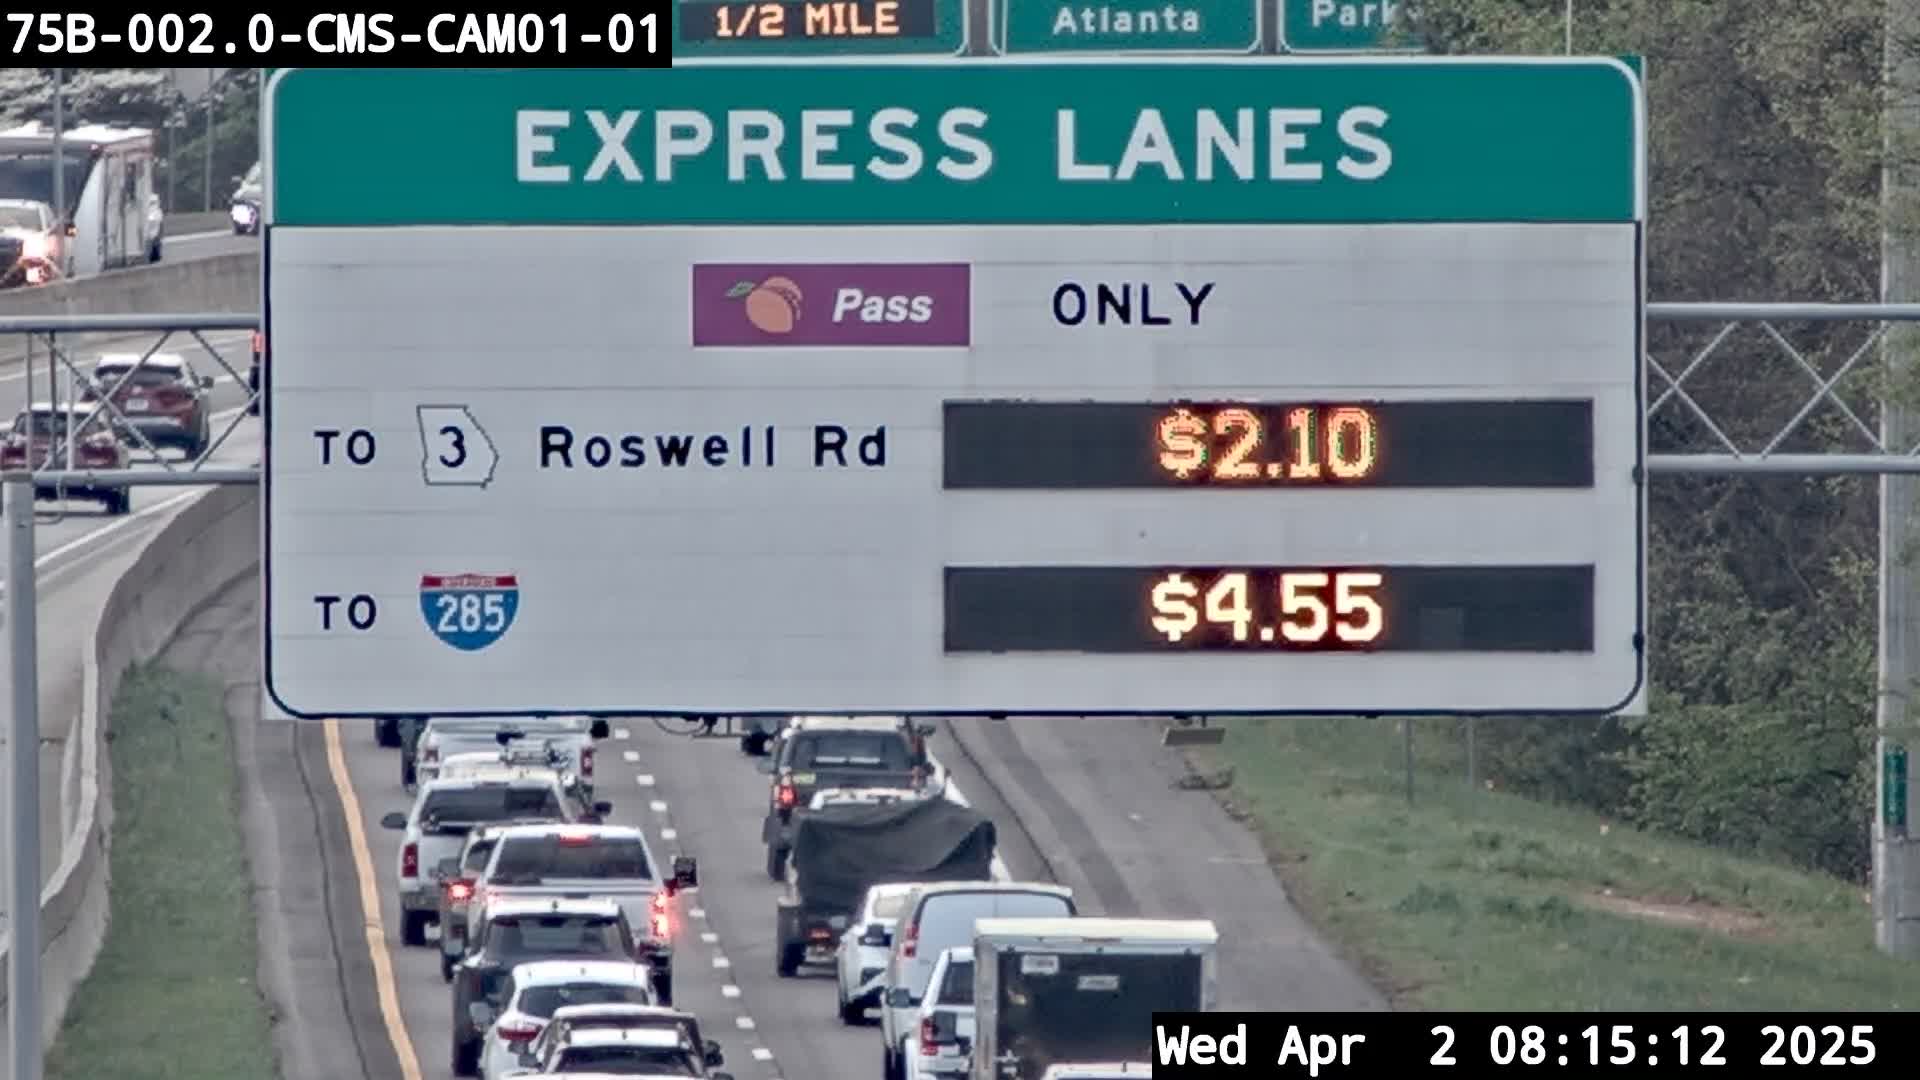 75B-002.0-CMS-CAM01-01
1/2 MILE
Atlanta
Park
EXPRESS LANES
Pass ONLY
TO 3 Roswell Rd $2.10
TO 285 $4.55
Wed Apr 2 08:15:12 2025